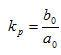 k_p = b_0 / a_0